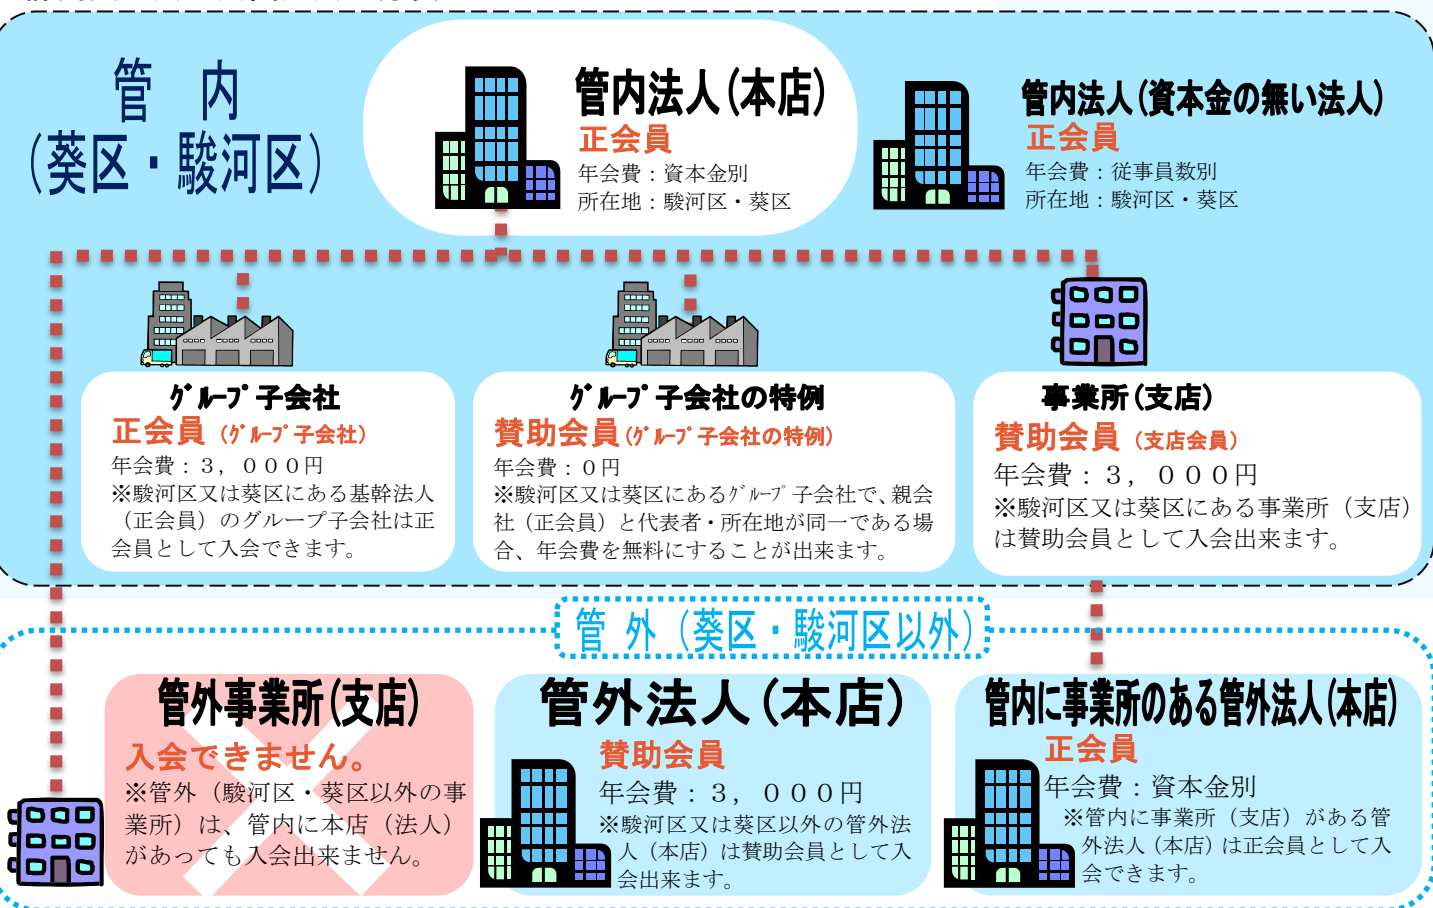 管 内
（葵区・駿河区）
管内法人（本店）
正会員
年会費：資本金別
所在地：駿河区・葵区
管内法人（資本金の無い法人）
正会員
年会費：従事員数別
所在地：駿河区・葵区
ｸﾞﾙｰﾌﾟ子会社
正会員（ｸﾞﾙｰﾌﾟ子会社）
年会費：３，０００円
※駿河区又は葵区にある基幹法人
（正会員）のグループ子会社は正
会員として入会できます。
ｸﾞﾙｰﾌﾟ子会社の特例
賛助会員（ｸﾞﾙｰﾌﾟ子会社の特例）
年会費：０円
※駿河区又は葵区にあるｸﾞﾙｰﾌﾟ子会社で、親会
社（正会員）と代表者・所在地が同一である場
合、年会費を無料にすることが出来ます。
事業所（支店）
賛助会員（支店会員）
年会費：３，０００円
※駿河区又は葵区にある事業所（支店）
は賛助会員として入会出来ます。
管 外（葵区・駿河区以外）
管外事業所（支店）
入会できません。
※管外（駿河区・葵区以外の事
業所）は、管内に本店（法人）
があっても入会出来ません。
管外法人（本店）
賛助会員
年会費：３，０００円
※駿河区又は葵区以外の管外法
人（本店）は賛助会員として入
会出来ます。
管内に事業所のある管外法人（本店）
正会員
年会費：資本金別
※管内に事業所（支店）がある管
外法人（本店）は正会員として入
会できます。